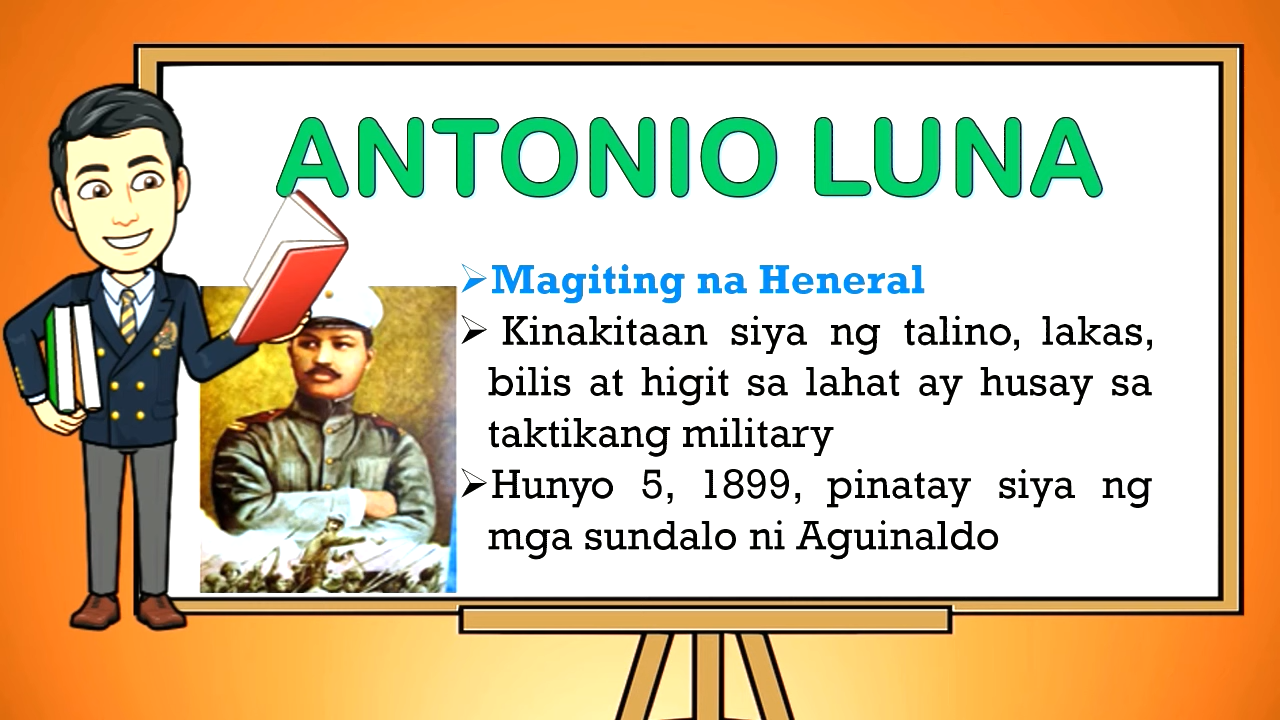 ANTONIO LUNA
➢Magiting na Heneral
➢ Kinakitaan siya ng talino, lakas,
bilis at higit sa lahat ay husay sa
taktikang military
➢Hunyo 5, 1899, pinatay siya ng
mga sundalo ni Aguinaldo